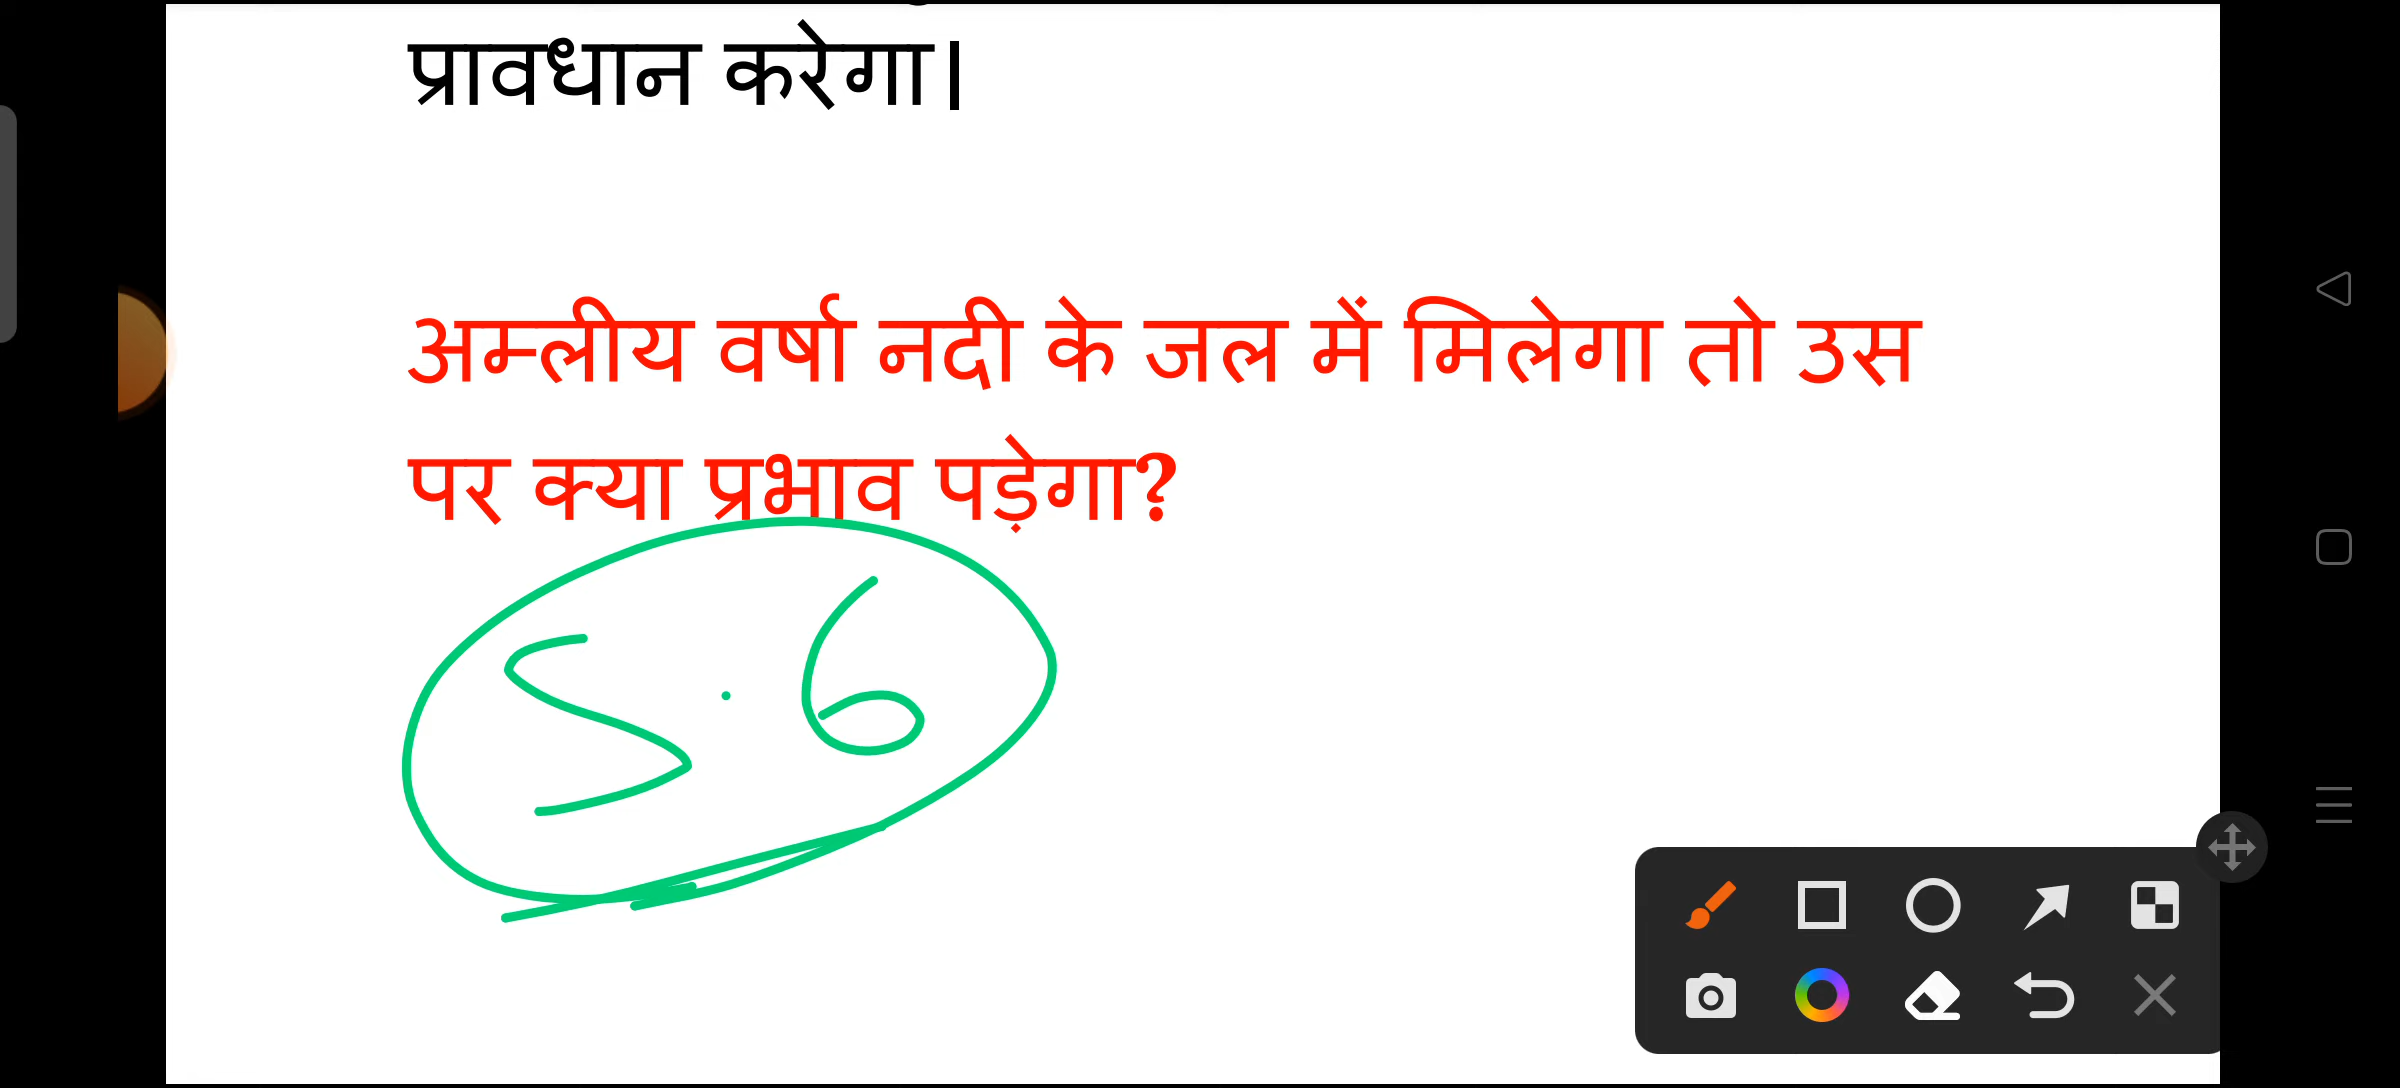 प्रावधान करेगा।
अम्लीय वर्षा नदी के जल में मिलेगा तो उस
पर क्या प्रभाव पड़ेगा?
5.6